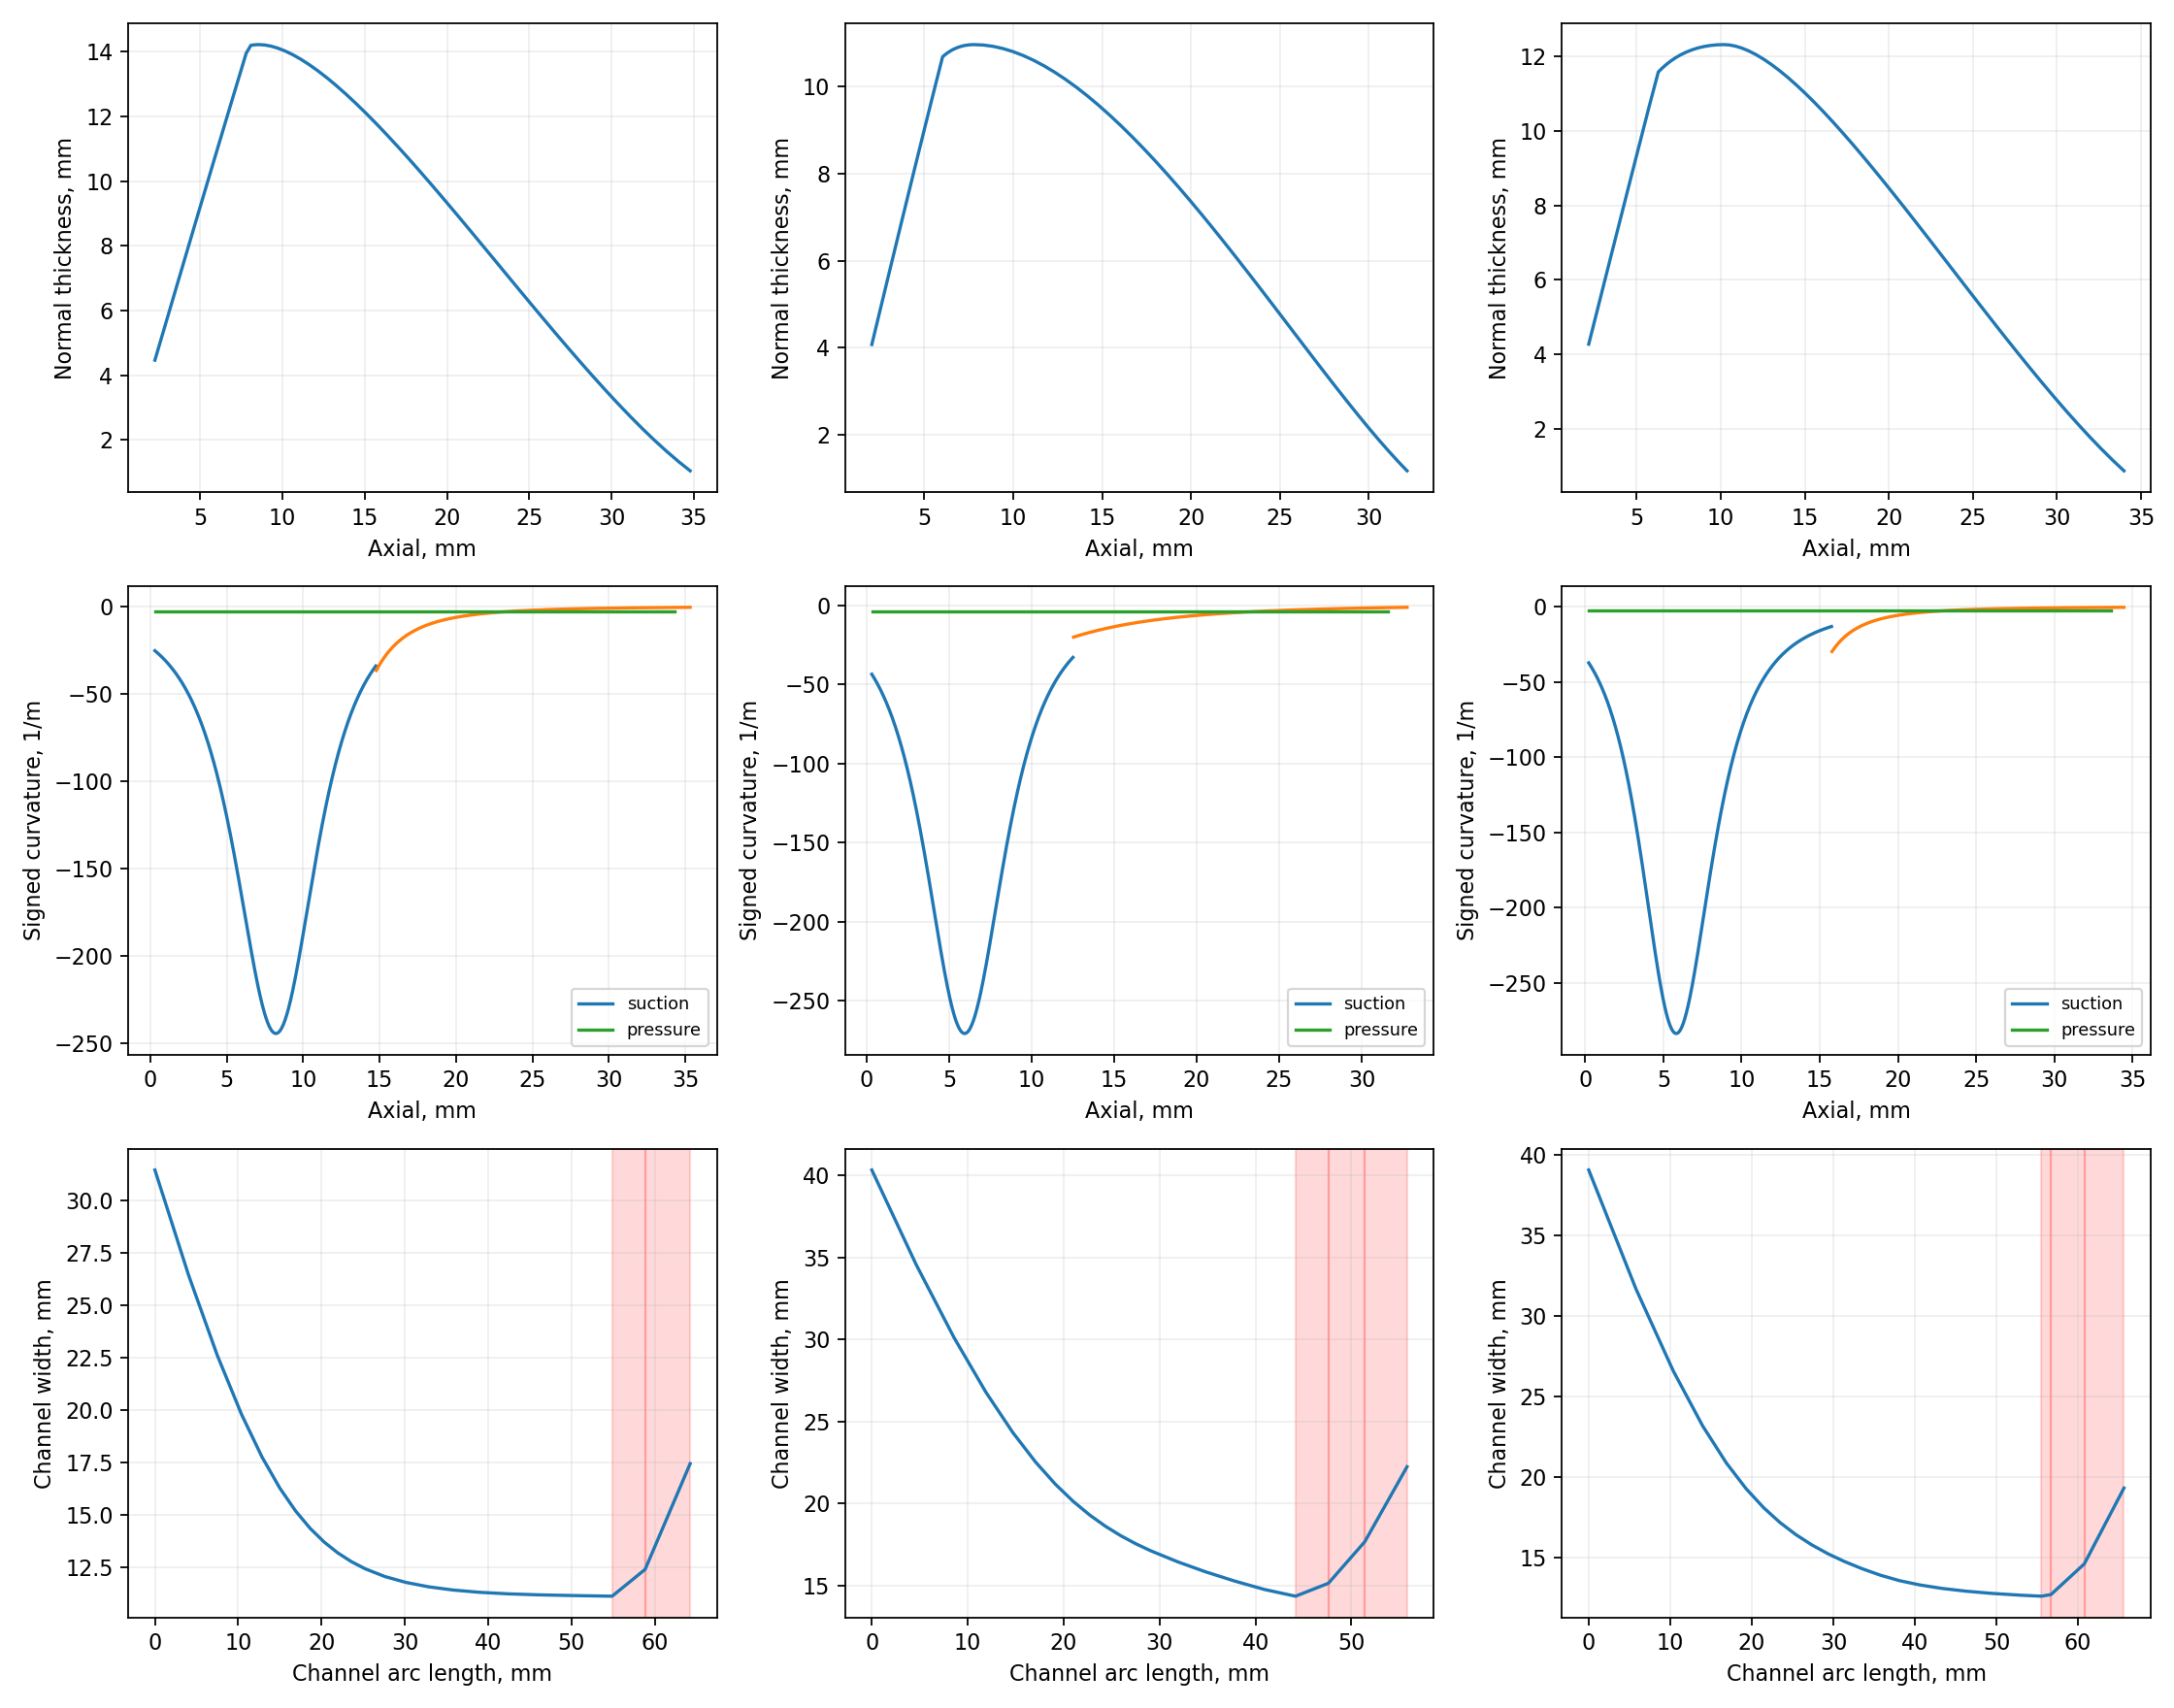 Normal thickness, mm
14
12
10
8
6
4
2
5 10 15 20 25 30 35
Axial, mm
Normal thickness, mm
10
8
6
4
2
5 10 15 20 25 30
Axial, mm
Normal thickness, mm
12
10
8
6
4
2
5 10 15 20 25 30 35
Axial, mm
Signed curvature, 1/m
0
−50
−100
−150
−200
−250
suction
pressure
0 5 10 15 20 25 30 35
Axial, mm
Signed curvature, 1/m
0
−50
−100
−150
−200
−250
suction
pressure
0 5 10 15 20 25 30
Axial, mm
Signed curvature, 1/m
0
−50
−100
−150
−200
−250
suction
pressure
0 5 10 15 20 25 30 35
Axial, mm
Channel width, mm
30.0
27.5
25.0
22.5
20.0
17.5
15.0
12.5
0 10 20 30 40 50 60
Channel arc length, mm
Channel width, mm
40
35
30
25
20
15
0 10 20 30 40 50
Channel arc length, mm
Channel width, mm
40
35
30
25
20
15
0 10 20 30 40 50 60
Channel arc length, mm